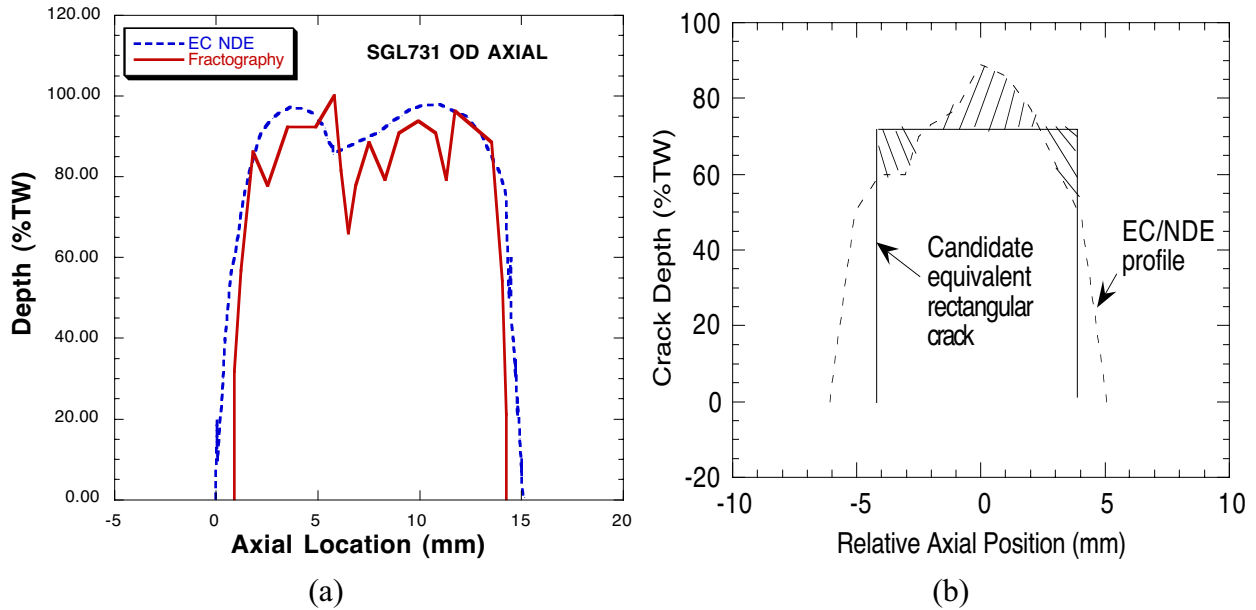 120.00
100.00
80.00
60.00
40.00
20.00
0.00
Depth (%TW)
EC NDE
Fractography
SGL731 OD AXIAL
-5
0
5
10
15
20
Axial Location (mm)
(a)
100
80
60
40
20
0
-20
Crack Depth (%TW)
Candidate
equivalent
rectangular
crack
EC/NDE
profile
-10
-5
0
5
10
Relative Axial Position (mm)
(b)